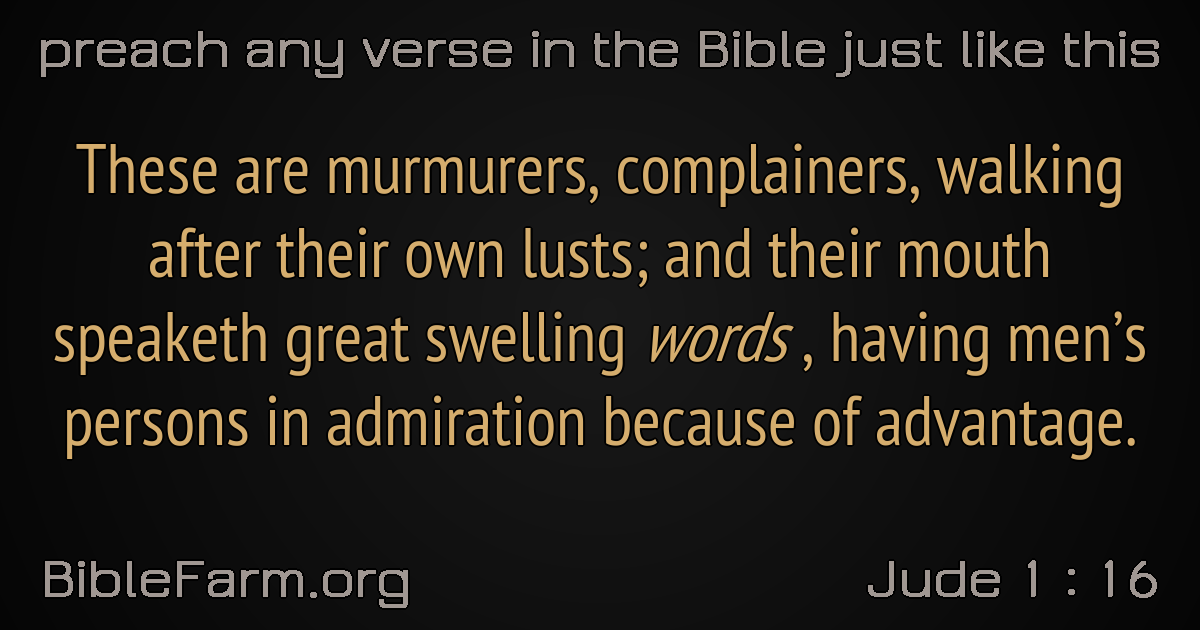 preach any verse in the Bible just like this
These are murmurers, complainers, walking
after their own lusts; and their mouth
speaketh great swelling words , having men’s
persons in admiration because of advantage.
BibleFarm.org
Jude 1 : 16